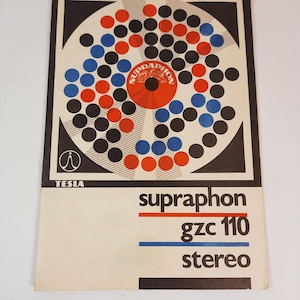 SUPRAPHON
TESLA
supraphon
gzc 110
stereo